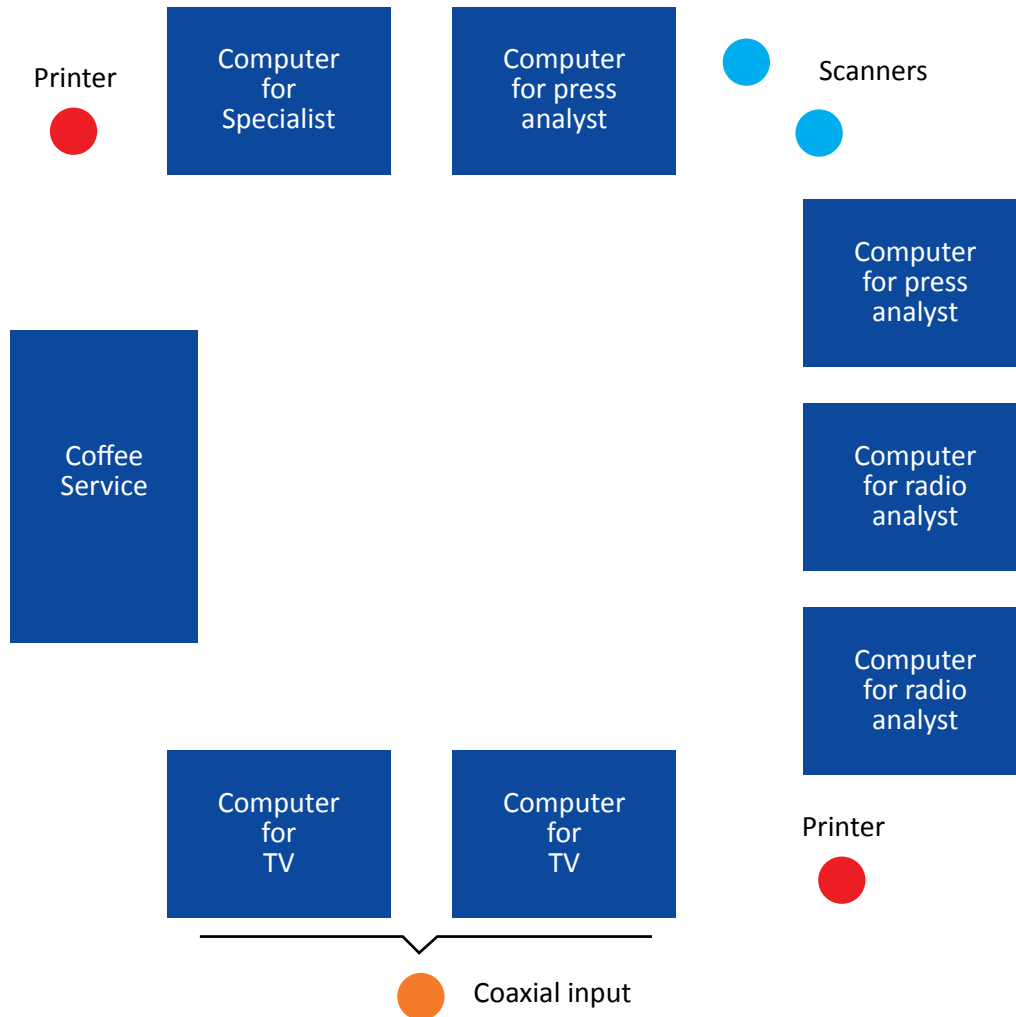 Printer
Computer
for
Specialist
Computer
for press
analyst
Scanners
Computer
for press
analyst
Coffee
Service
Computer
for radio
analyst
Computer
for radio
analyst
Computer
for
TV
Computer
for
TV
Printer
Coaxial input